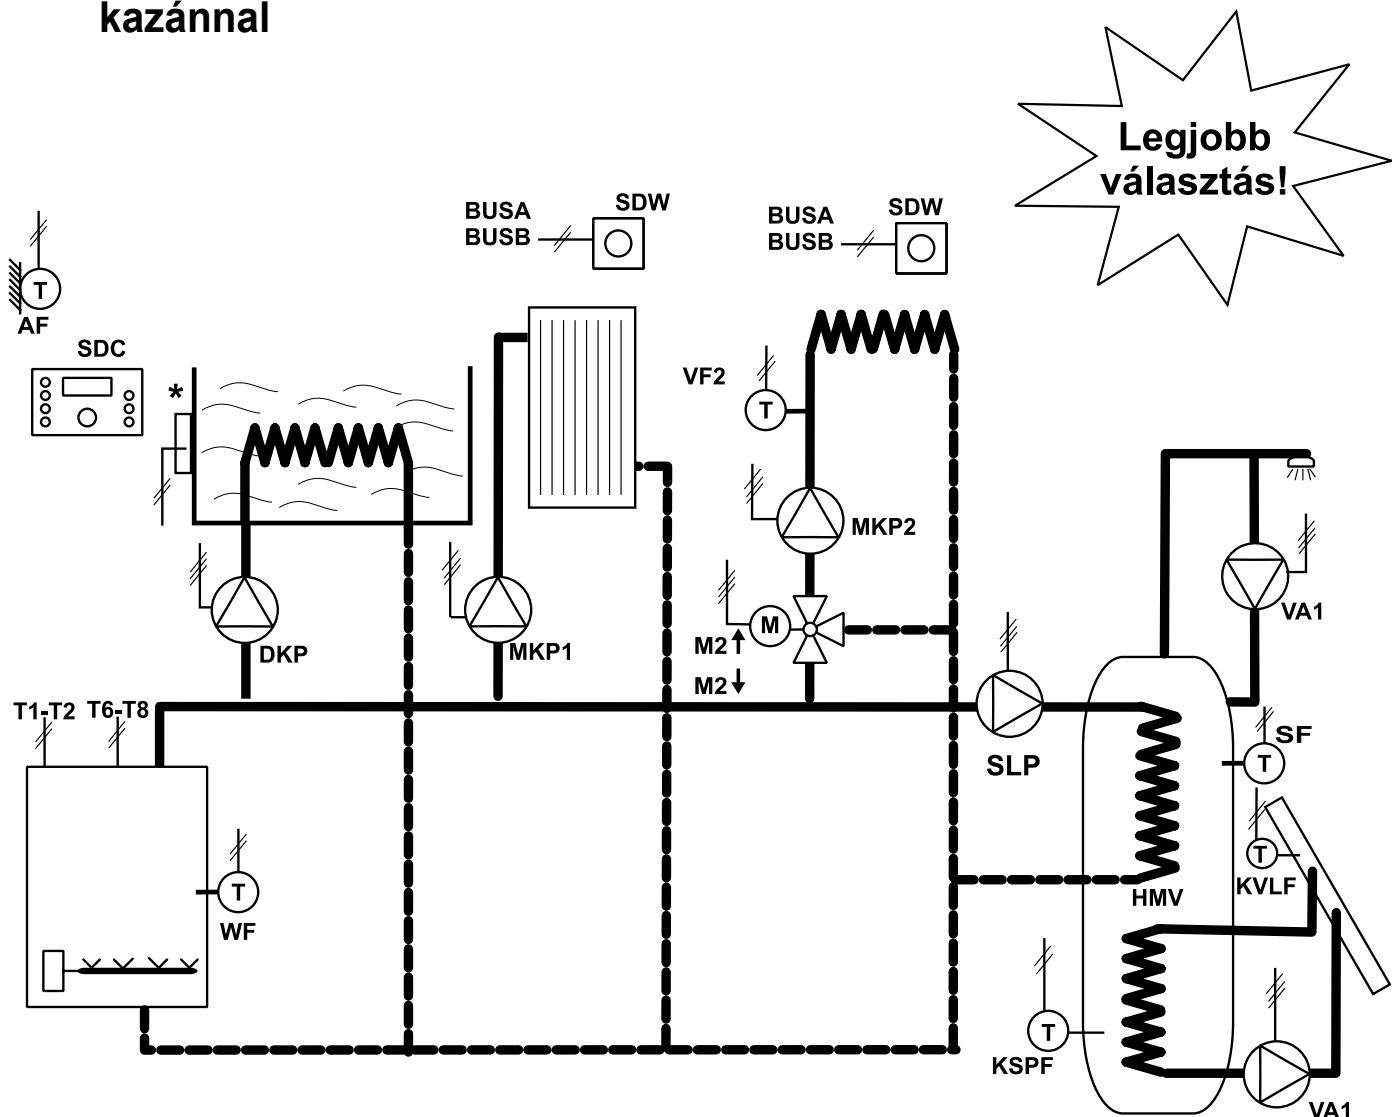 kazánnal
Legjobb
választás!
BUSA
BUSB
SDW
BUSA
BUSB
SDW
T
AF
SDC
*
VF2
T
MKP2
VA1
M
M2
M2
DKP
MKP1
T1-T2
T6-T8
SLP
SF
T
T
KVLF
T
WF
HMV
T
KSPF
VA1